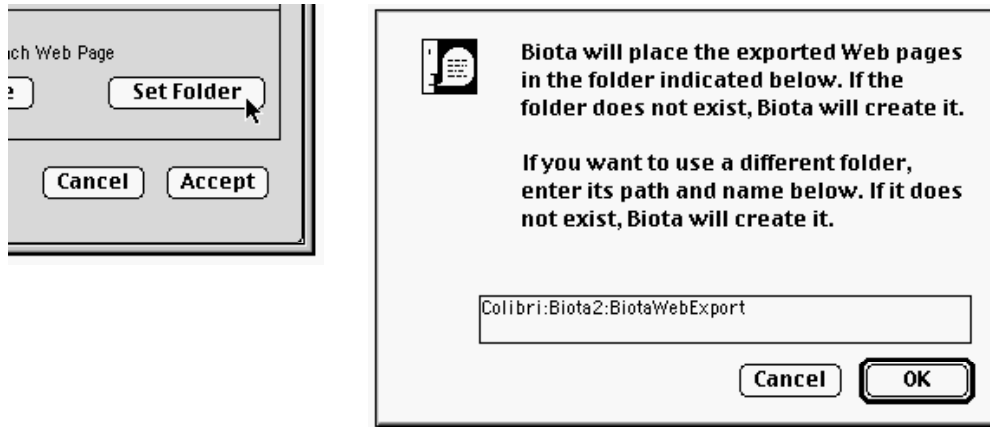 Web Page
Set Folder
Cancel
Accept
Biota will place the exported Web pages
in the folder indicated below. If the
folder does not exist, Biota will create it.
If you want to use a different folder,
enter its path and name below. If it does
not exist, Biota will create it.
Colibri:Biota2:BiotaWebExport
Cancel
OK